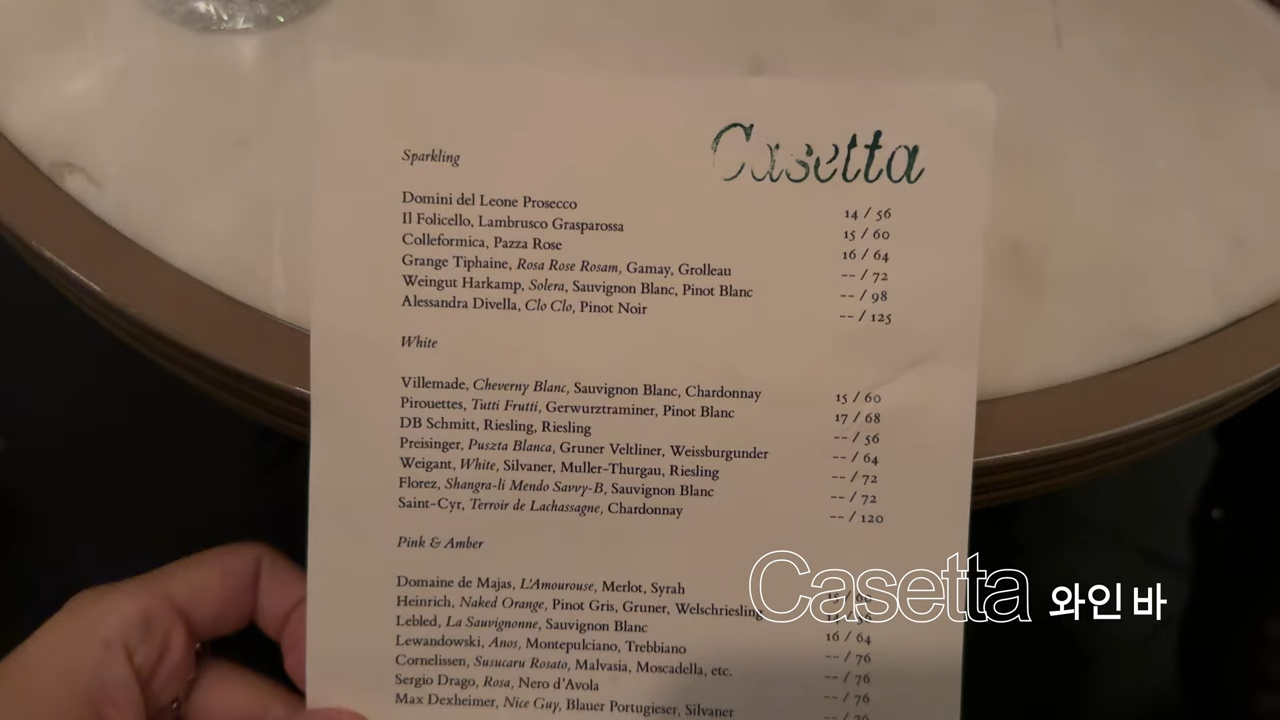 Casetta
Sparkling
Domini del Leone Prosecco 14 / 56
Il Folicello, Lambrusco Grasparossa 15 / 60
Colleformica, Pazza Rose 16 / 64
Grange Tiphaine, Rosa Rose Rosam, Gamay, Grolleau -- / 72
Weingut Harkamp, Solera, Sauvignon Blanc, Pinot Blanc -- / 98
Alessandra Divella, Clo Clo, Pinot Noir -- / 125
White
Villemade, Cheverny Blanc, Sauvignon Blanc, Chardonnay 15 / 60
Pirouettes, Tutti Frutti, Gerwurztraminer, Pinot Blanc 17 / 68
DB Schmitt, Riesling, Riesling -- / 56
Preisinger, Puszta Blanca, Gruner Veltliner, Weissburgunder -- / 64
Weigant, White, Silvaner, Muller-Thurgau, Riesling -- / 72
Florez, Shangra-li Mendo Savvy-B, Sauvignon Blanc -- / 72
Saint-Cyr, Terroir de Lachassagne, Chardonnay -- / 120
Pink & Amber
Domaine de Majas, L'Amourouse, Merlot, Syrah
Heinrich, Naked Orange, Pinot Gris, Gruner, Welschriesling
Lebled, La Sauvignonne, Sauvignon Blanc 16 / 64
Lewandowski, Anos, Montepulciano, Trebbiano -- / 76
Cornelissen, Susucaru Rosato, Malvasia, Moscadella, etc. -- / 76
Sergio Drago, Rosa, Nero d'Avola -- / 76
Max Dexheimer, Nice Guy, Blauer Portugieser, Silvaner
Casetta 와인 바